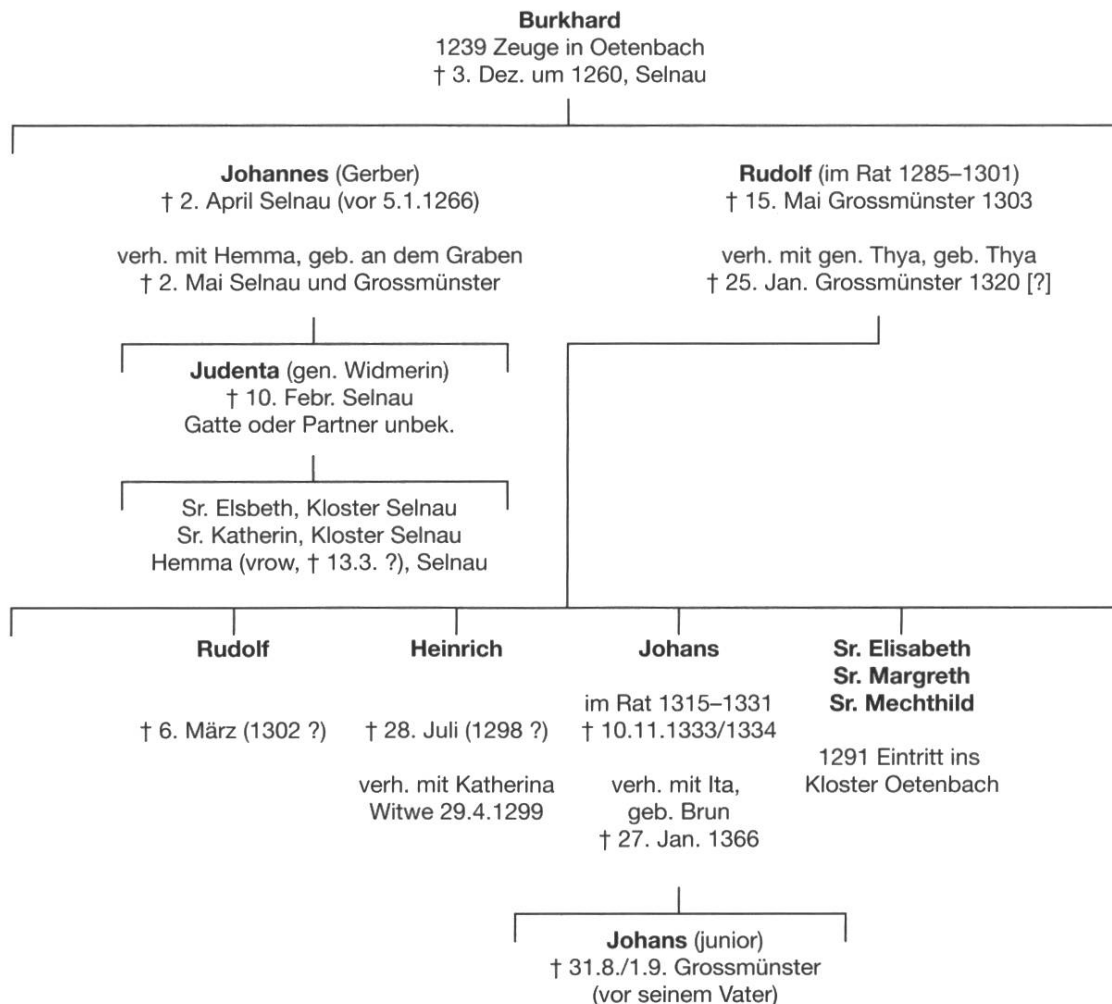 Burkhard
1239 Zeuge in Oetenbach
† 3. Dez. um 1260, Selnau
Johannes (Gerber)
† 2. April Selnau (vor 5.1.1266)
verh. mit Hemma, geb. an dem Graben
† 2. Mai Selnau und Grossmünster
Rudolf (im Rat 1285–1301)
† 15. Mai Grossmünster 1303
verh. mit gen. Thya, geb. Thya
† 25. Jan. Grossmünster 1320 [?]
Judenta (gen. Widmerin)
† 10. Febr. Selnau
Gatte oder Partner unbek.
Sr. Elsbeth, Kloster Selnau
Sr. Katherin, Kloster Selnau
Hemma (vrow, † 13.3. ?), Selnau
Rudolf
† 6. März (1302 ?)
Heinrich
† 28. Juli (1298 ?)
verh. mit Katherina
Witwe 29.4.1299
Johans
im Rat 1315–1331
† 10.11.1333/1334
verh. mit Ita,
geb. Brun
† 27. Jan. 1366
Sr. Elisabeth
Sr. Margreth
Sr. Mechthild
1291 Eintritt ins
Kloster Oetenbach
Johans (junior)
† 31.8./1.9. Grossmünster
(vor seinem Vater)